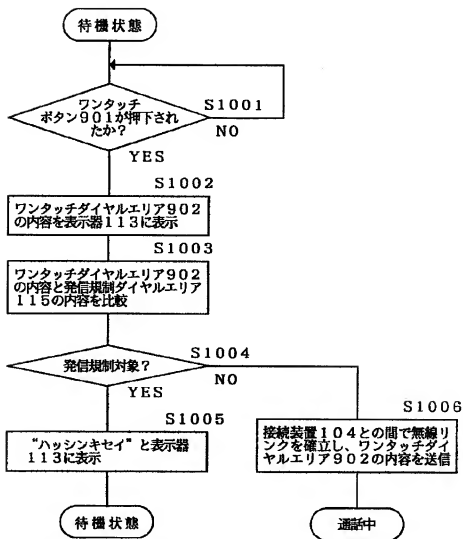 待機状態
ワンタッチ
ボタン901が押下され
たか?
S1001
NO
YES
S1002
ワンタッチダイヤルエリア902
の内容を表示器113に表示
S1003
ワンタッチダイヤルエリア902
の内容と発信規制ダイヤルエリア
115の内容を比較
発信規制対象?
S1004
NO
YES
S1005
“ハッシンキセイ”と表示器
113に表示
待機状態
S1006
接続装置104との間で無線リ
ンクを確立し、ワンタッチダイ
ヤルエリア902の内容を送信
通話中